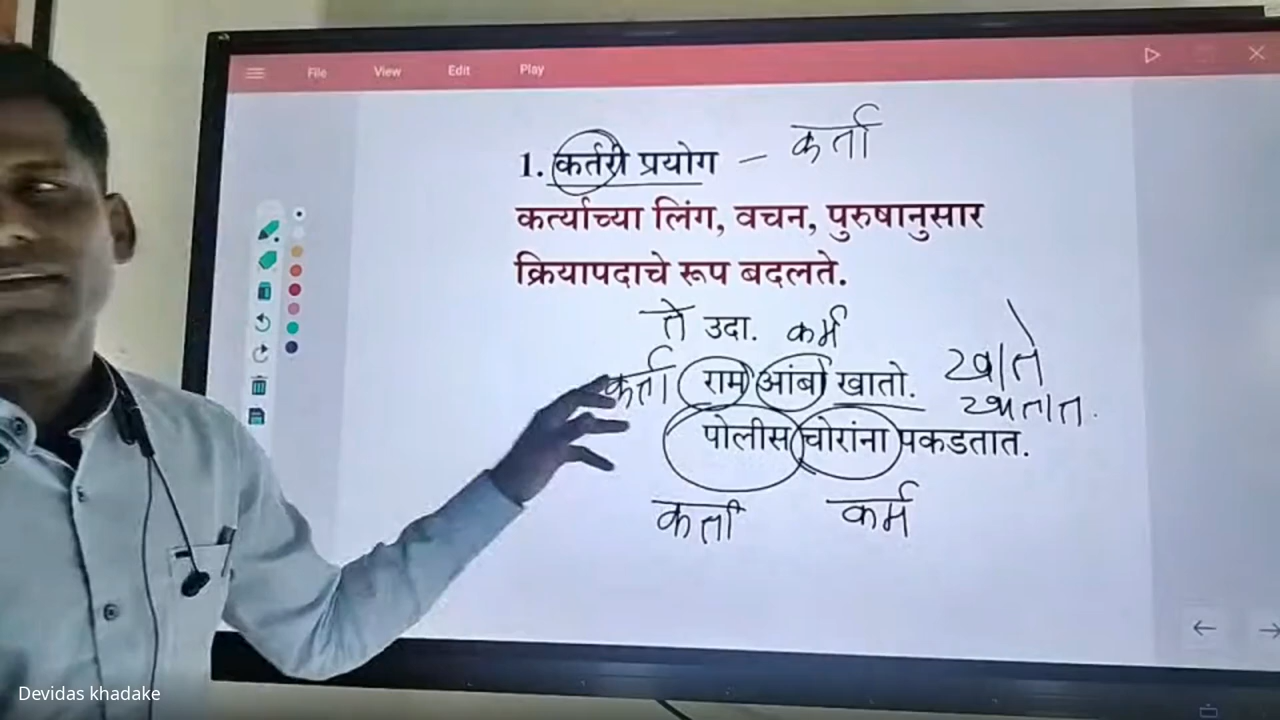 File View Edit Play
1. कर्तरी प्रयोग – कर्ता
कर्त्याच्या लिंग, वचन, पुरुषानुसार
क्रियापदाचे रूप बदलते.
ते उदा. कर्म
कर्ता राम आंबा खातो. खाते
खातात.
पोलीस चोरांना पकडतात.
कर्ता कर्म
Devidas khadake